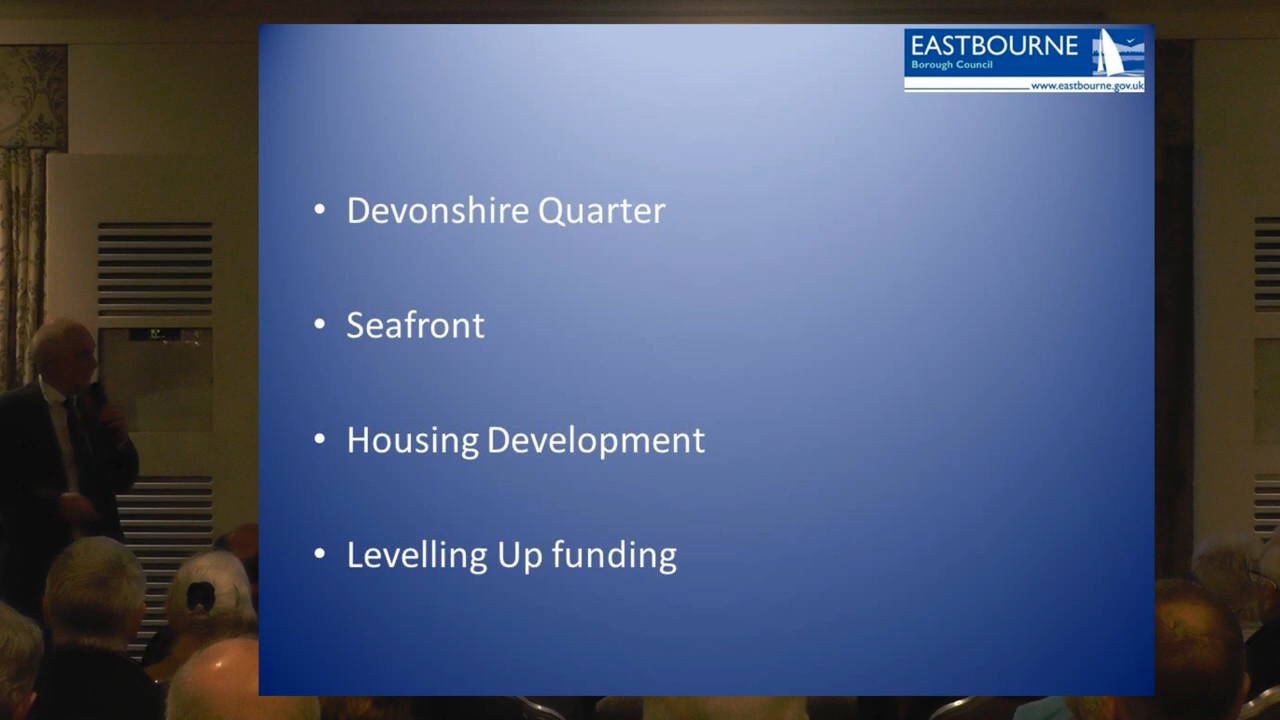 EASTBOURNE
Borough Council
www.eastbourne.gov.uk
• Devonshire Quarter
• Seafront
• Housing Development
• Levelling Up funding